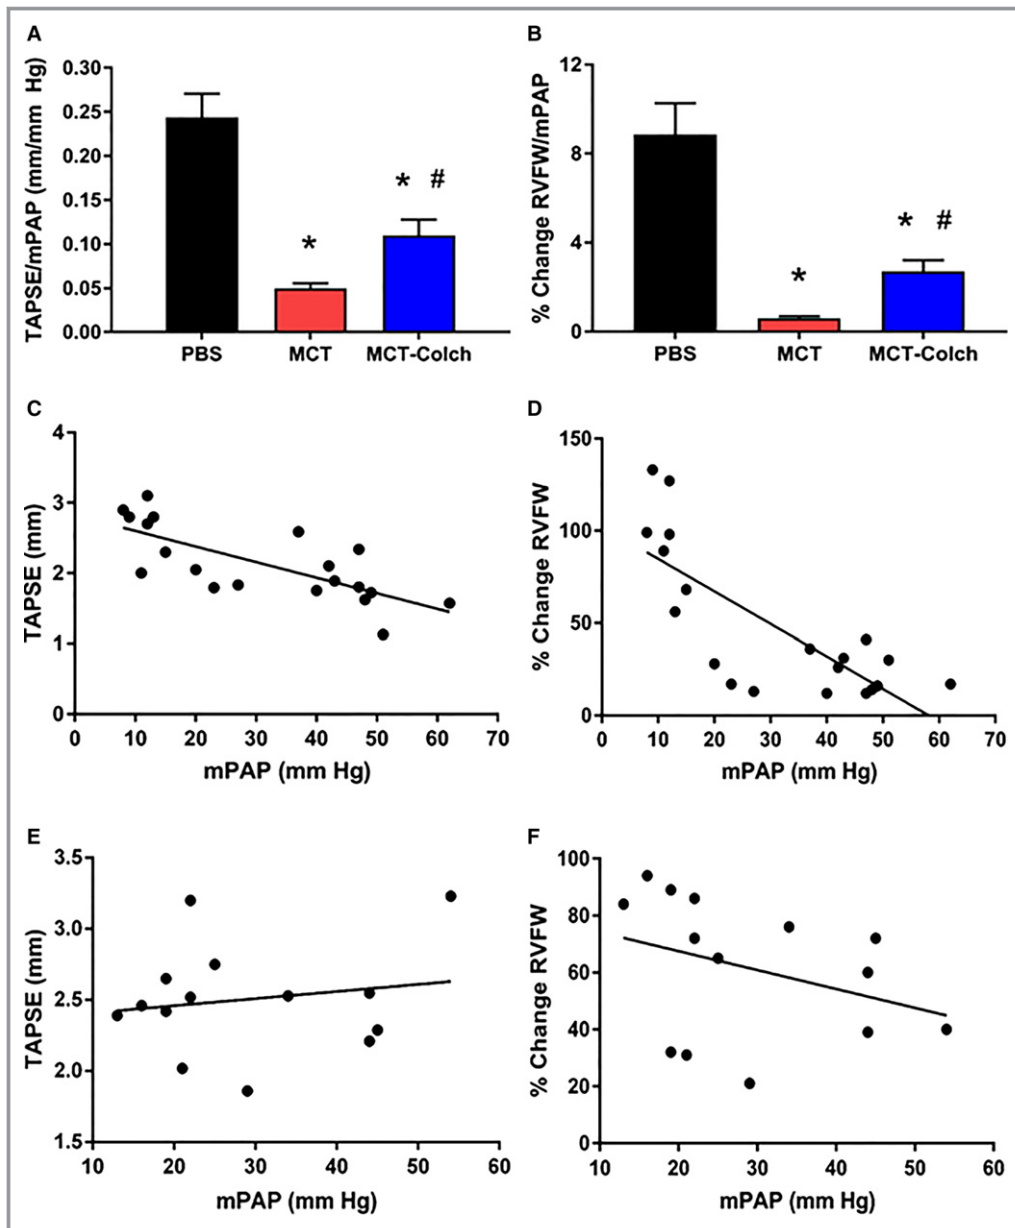 A
TAPSE/mPAP (mm/mm Hg)
0.30
0.25
0.20
0.15
0.10
0.05
0.00
*
* #
PBS MCT MCT-Colch
B
% Change RVFW/mPAP
12
8
4
0
*
* #
PBS MCT MCT-Colch
C
TAPSE (mm)
4
3
2
1
0
0 10 20 30 40 50 60 70
mPAP (mm Hg)
D
% Change RVFW
150
100
50
0
0 10 20 30 40 50 60 70
mPAP (mm Hg)
E
TAPSE (mm)
3.5
3.0
2.5
2.0
1.5
10 20 30 40 50 60
mPAP (mm Hg)
F
% Change RVFW
100
80
60
40
20
0
10 20 30 40 50 60
mPAP (mm Hg)